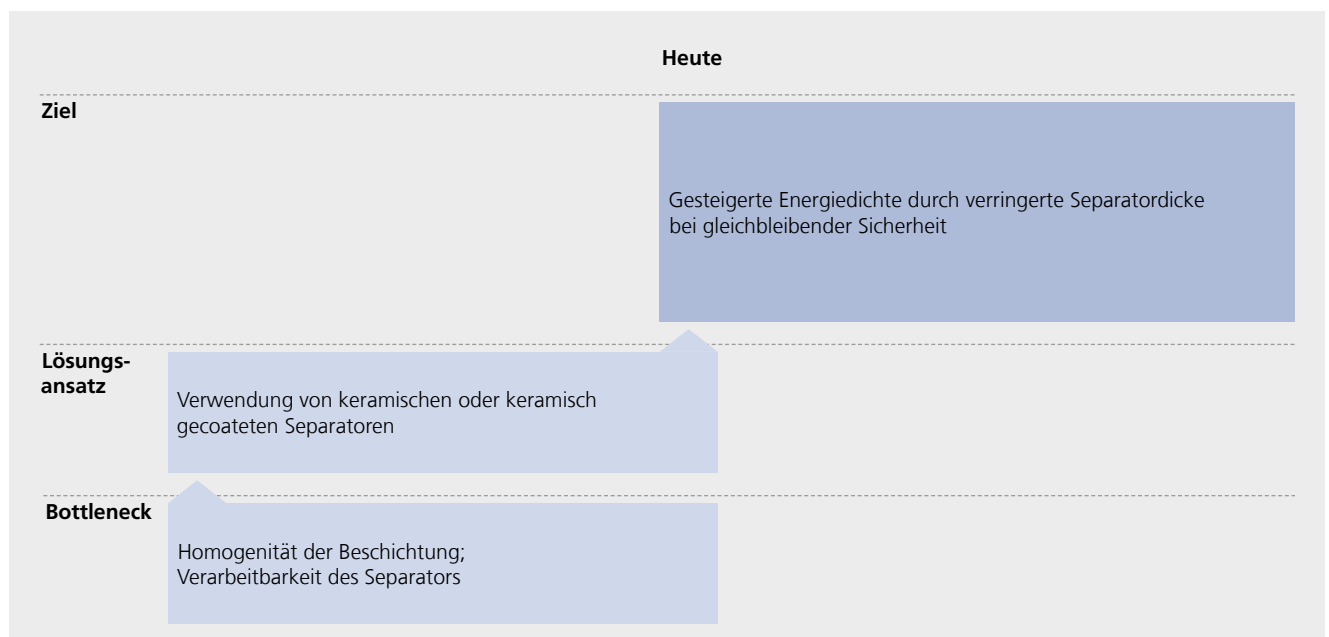 Heute
Ziel
Gesteigerte Energiedichte durch verringerte Separatordicke
bei gleichbleibender Sicherheit
Lösungs-
ansatz
Verwendung von keramischen oder keramisch
gecoateten Separatoren
Bottleneck
Homogenität der Beschichtung;
Verarbeitbarkeit des Separators